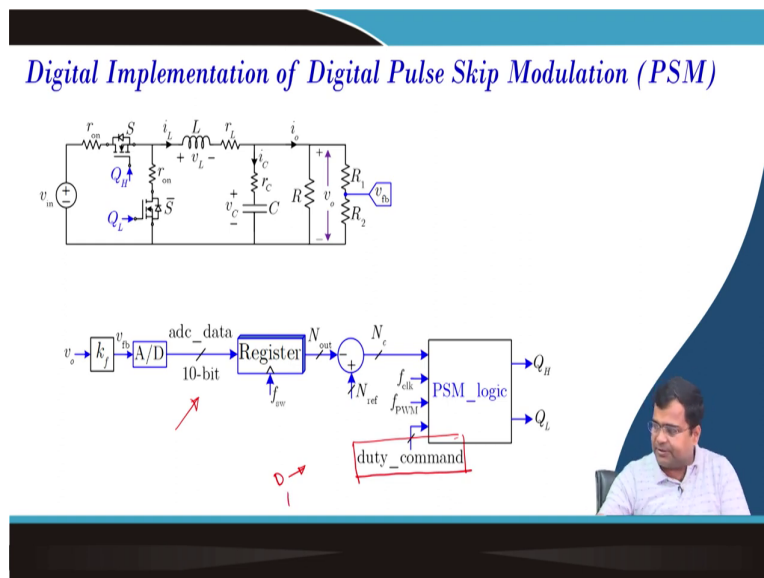 Digital Implementation of Digital Pulse Skip Modulation (PSM)
r_on S i_L L r_L i_o
+ v_L −
Q_H r_on i_C
r_C R_1
v_in + v_C − C R + v_o − v_fb
Q_L S̅ R_2
v_o k_f v_fb A/D adc_data 10-bit Register N_out − + N_c
f_sw N_ref f_clk f_PWM PSM_logic Q_H
Q_L
duty_command
D